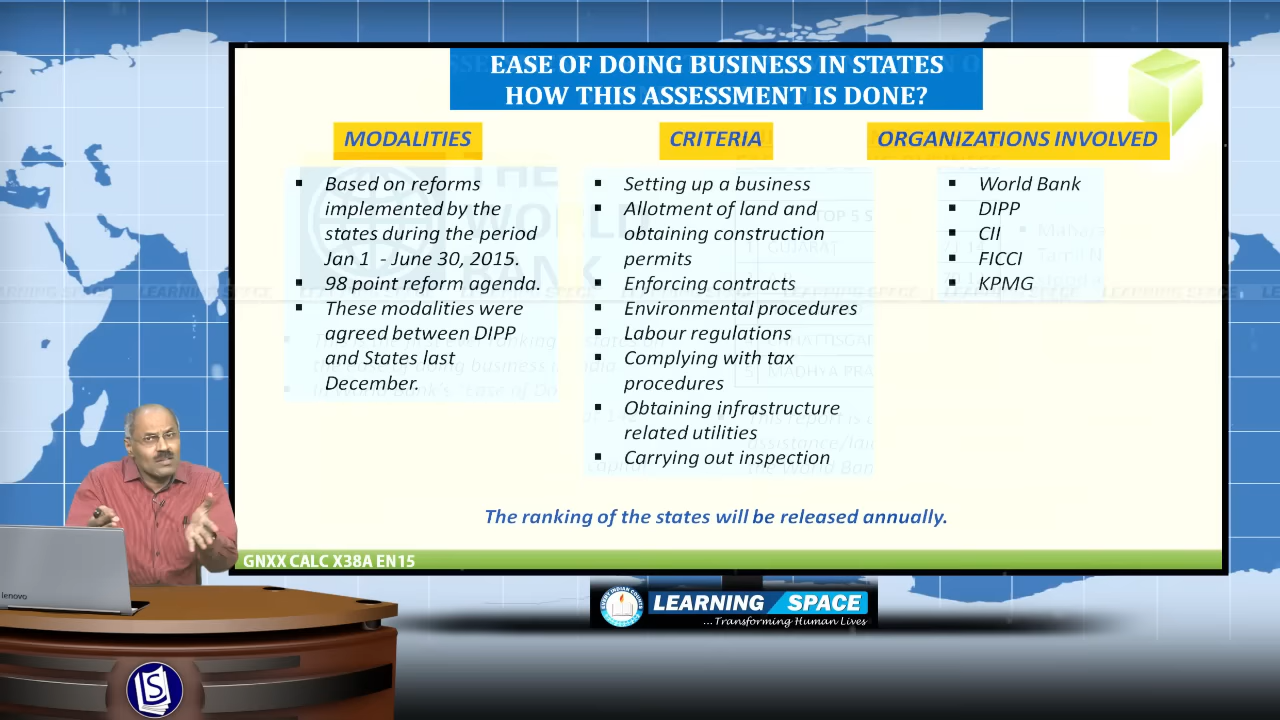 EASE OF DOING BUSINESS IN STATES
HOW THIS ASSESSMENT IS DONE?
MODALITIES
▪ Based on reforms
implemented by the
states during the period
Jan 1 - June 30, 2015.
▪ 98 point reform agenda.
▪ These modalities were
agreed between DIPP
and States last
December.
CRITERIA
▪ Setting up a business
▪ Allotment of land and
obtaining construction
permits
▪ Enforcing contracts
▪ Environmental procedures
▪ Labour regulations
▪ Complying with tax
procedures
▪ Obtaining infrastructure
related utilities
▪ Carrying out inspection
ORGANIZATIONS INVOLVED
▪ World Bank
▪ DIPP
▪ CII
▪ FICCI
▪ KPMG
The ranking of the states will be released annually.
GNXX CALC X38A EN15
lenovo
LEARNING SPACE
...Transforming Human Lives
LS